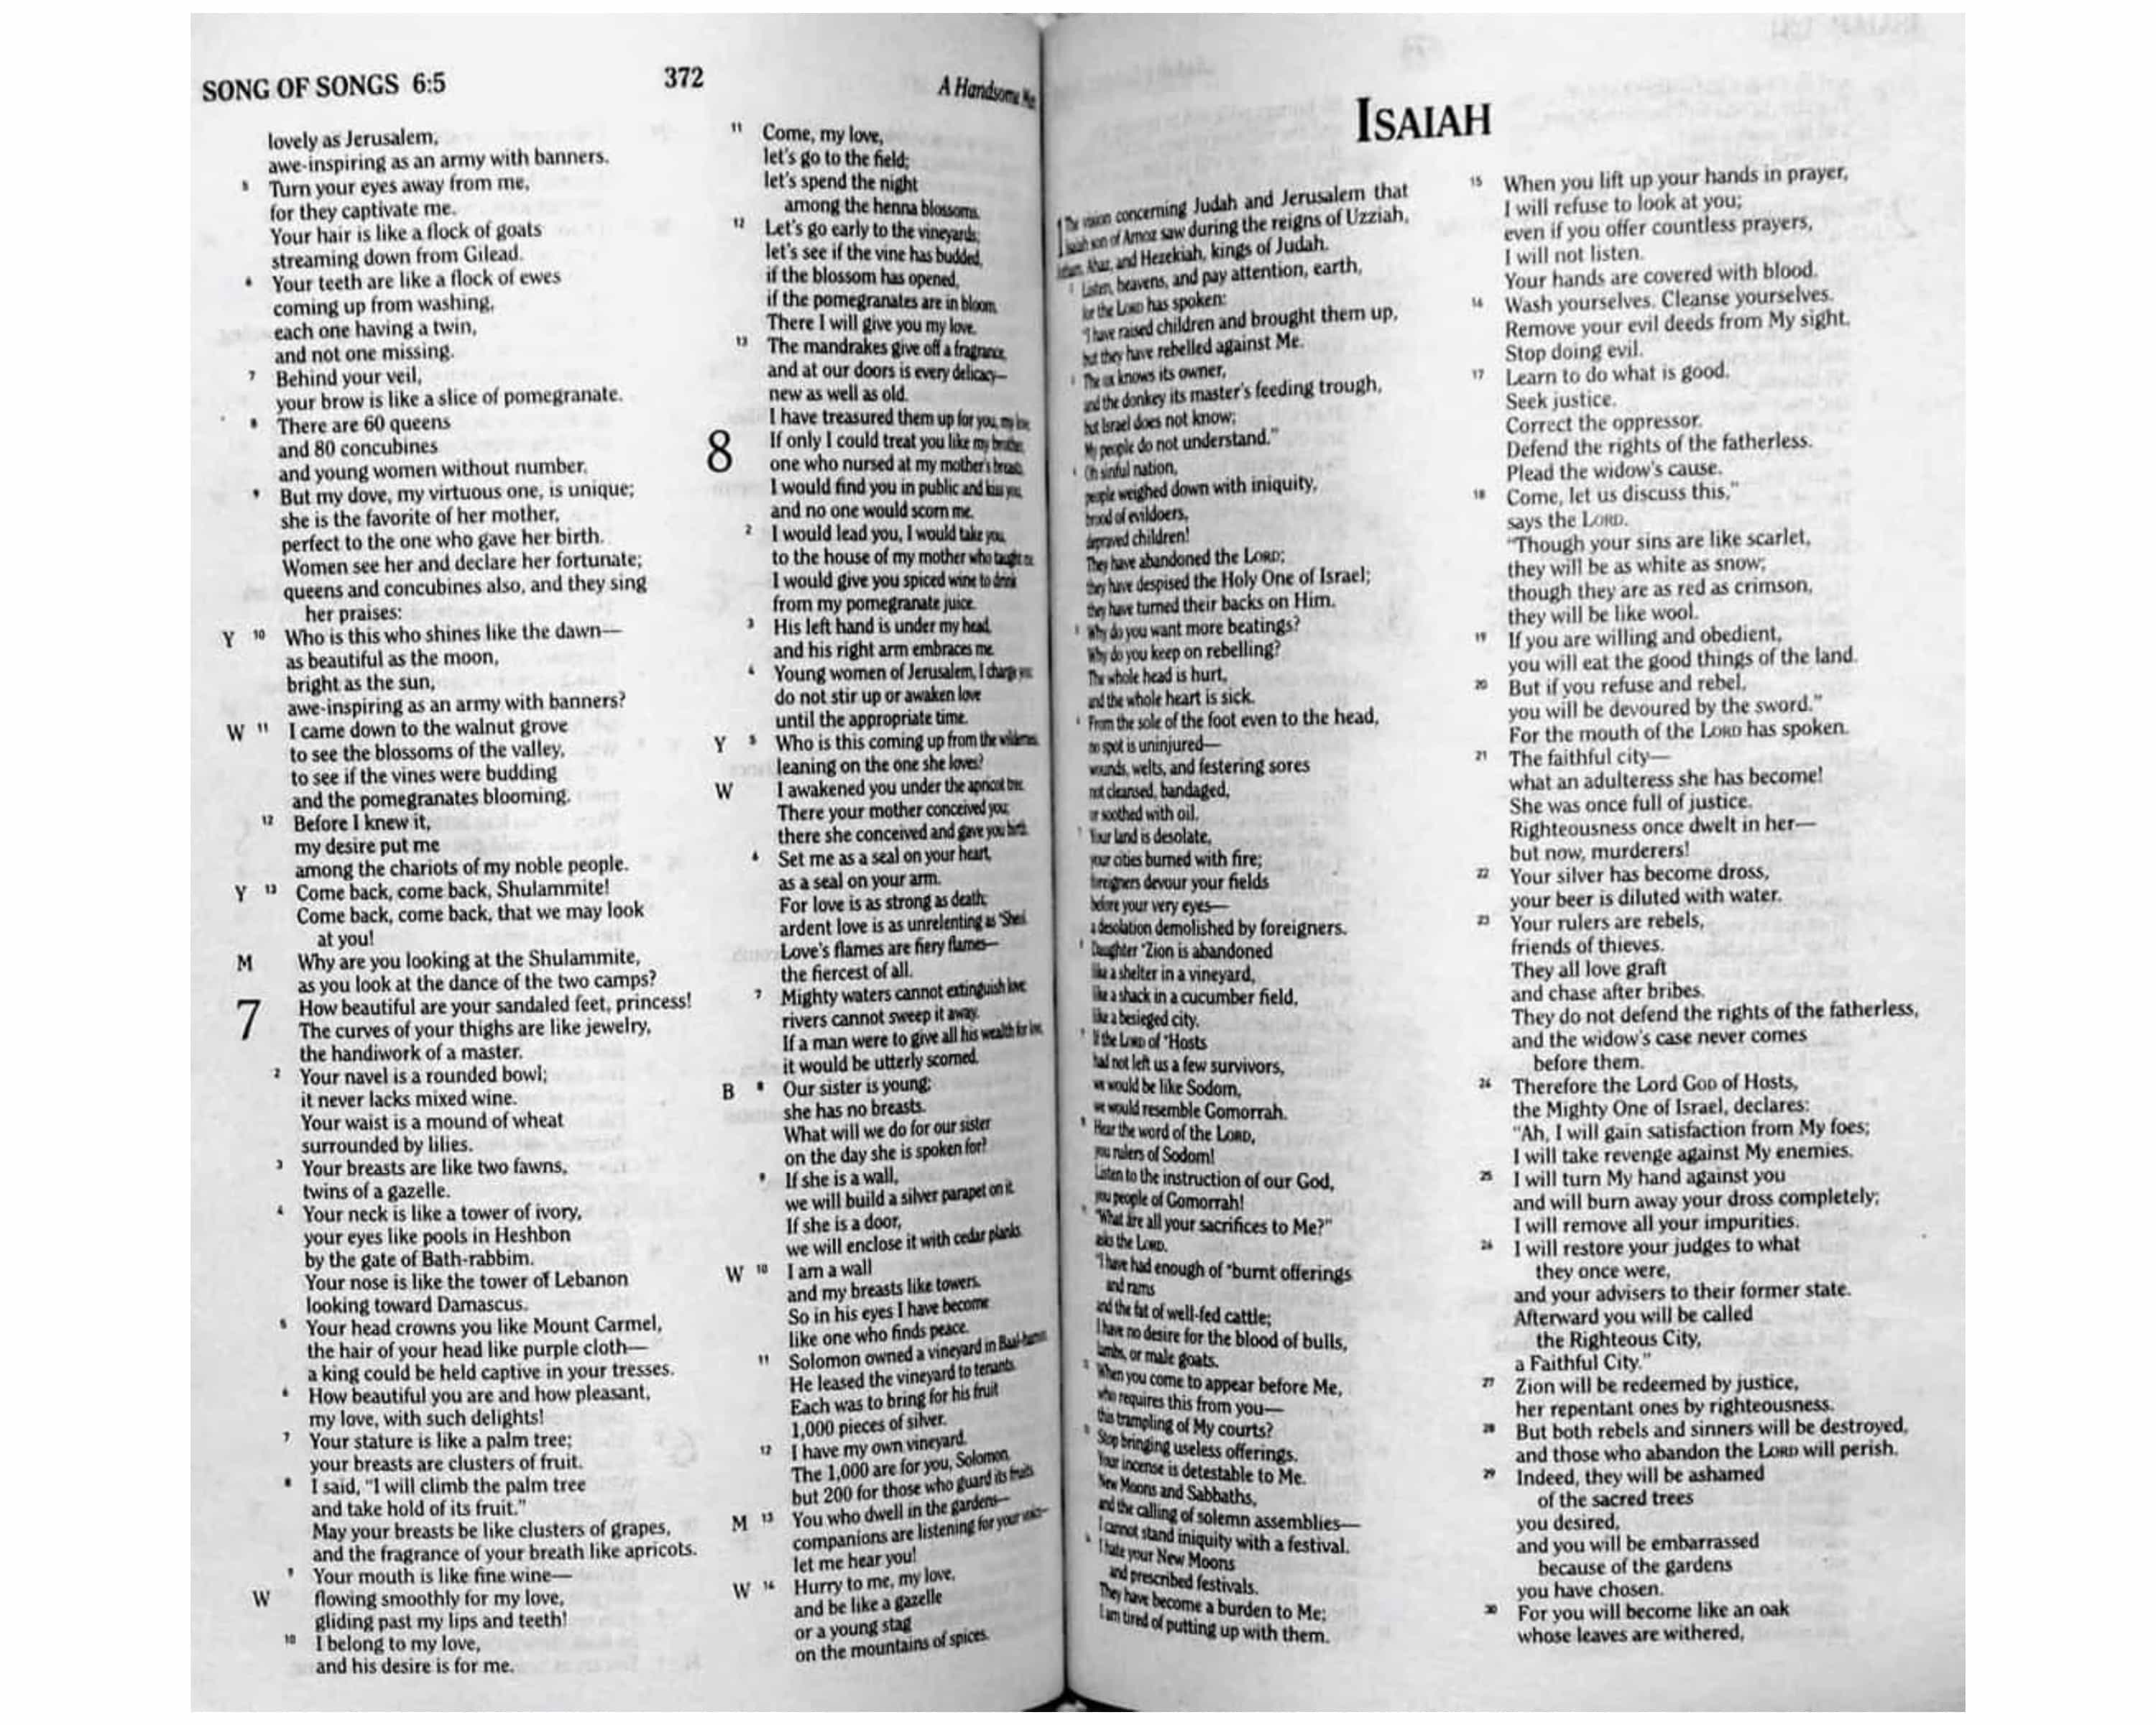 SONG OF SONGS 6:5
372
A Handsome
lovely as Jerusalem,
awe-inspiring as an army with banners.
5 Turn your eyes away from me,
for they captivate me.
Your hair is like a flock of goats
streaming down from Gilead.
6 Your teeth are like a flock of ewes
coming up from washing,
each one having a twin,
and not one missing.
7 Behind your veil,
your brow is like a slice of pomegranate.
8 There are 60 queens
and 80 concubines
and young women without number.
9 But my dove, my virtuous one, is unique;
she is the favorite of her mother,
perfect to the one who gave her birth.
Women see her and declare her fortunate;
queens and concubines also, and they sing
her praises:
Y 10 Who is this who shines like the dawn—
as beautiful as the moon,
bright as the sun,
awe-inspiring as an army with banners?
W 11 I came down to the walnut grove
to see the blossoms of the valley,
to see if the vines were budding
and the pomegranates blooming.
12 Before I knew it,
my desire put me
among the chariots of my noble people.
Y 13 Come back, come back, Shulammite!
Come back, come back, that we may look
at you!
M Why are you looking at the Shulammite,
as you look at the dance of the two camps?
7 How beautiful are your sandaled feet, princess!
The curves of your thighs are like jewelry,
the handiwork of a master.
2 Your navel is a rounded bowl;
it never lacks mixed wine.
Your waist is a mound of wheat
surrounded by lilies.
3 Your breasts are like two fawns,
twins of a gazelle.
4 Your neck is like a tower of ivory,
your eyes like pools in Heshbon
by the gate of Bath-rabbim.
Your nose is like the tower of Lebanon
looking toward Damascus.
5 Your head crowns you like Mount Carmel,
the hair of your head like purple cloth—
a king could be held captive in your tresses.
6 How beautiful you are and how pleasant,
my love, with such delights!
7 Your stature is like a palm tree;
your breasts are clusters of fruit.
8 I said, "I will climb the palm tree
and take hold of its fruit."
May your breasts be like clusters of grapes,
and the fragrance of your breath like apricots.
9 Your mouth is like fine wine—
W flowing smoothly for my love,
gliding past my lips and teeth!
10 I belong to my love,
and his desire is for me.
11 Come, my love,
let's go to the field;
let's spend the night
among the henna blossoms.
12 Let's go early to the vineyards;
let's see if the vine has budded,
if the blossom has opened,
if the pomegranates are in bloom.
There I will give you my love.
13 The mandrakes give off a fragrance,
and at our doors is every delicacy—
new as well as old.
I have treasured them up for you, my love.
8 If only I could treat you like my brother,
one who nursed at my mother's breasts,
I would find you in public and kiss you,
and no one would scorn me.
2 I would lead you, I would take you,
to the house of my mother who taught me.
I would give you spiced wine to drink
from my pomegranate juice.
3 His left hand is under my head,
and his right arm embraces me.
4 Young women of Jerusalem, I charge you:
do not stir up or awaken love
until the appropriate time.
Y 5 Who is this coming up from the wilderness,
leaning on the one she loves?
W I awakened you under the apricot tree.
There your mother conceived you;
there she conceived and gave you birth.
6 Set me as a seal on your heart,
as a seal on your arm.
For love is as strong as death;
ardent love is as unrelenting as *Sheol.
Love's flames are fiery flames—
the fiercest of all.
7 Mighty waters cannot extinguish love;
rivers cannot sweep it away.
If a man were to give all his wealth for love,
it would be utterly scorned.
B 8 Our sister is young;
she has no breasts.
What will we do for our sister
on the day she is spoken for?
9 If she is a wall,
we will build a silver parapet on it.
If she is a door,
we will enclose it with cedar planks.
W 10 I am a wall
and my breasts like towers.
So in his eyes I have become
like one who finds peace.
11 Solomon owned a vineyard in Baal-hamon.
He leased the vineyard to tenants.
Each was to bring for his fruit
1,000 pieces of silver.
12 I have my own vineyard.
The 1,000 are for you, Solomon,
but 200 for those who guard its fruits.
M 13 You who dwell in the gardens—
companions are listening for your voice—
let me hear you!
W 14 Hurry to me, my love,
and be like a gazelle
or a young stag
on the mountains of spices.
ISAIAH
1 The vision concerning Judah and Jerusalem that
Isaiah son of Amoz saw during the reigns of Uzziah,
Jotham, Ahaz, and Hezekiah, kings of Judah.
2 Listen, heavens, and pay attention, earth,
for the LORD has spoken:
"I have raised children and brought them up,
but they have rebelled against Me.
3 The ox knows its owner,
and the donkey its master's feeding trough,
but Israel does not know;
My people do not understand."
4 Oh sinful nation,
people weighed down with iniquity,
brood of evildoers,
depraved children!
They have abandoned the LORD;
they have despised the Holy One of Israel;
they have turned their backs on Him.
5 Why do you want more beatings?
Why do you keep on rebelling?
The whole head is hurt,
and the whole heart is sick.
6 From the sole of the foot even to the head,
no spot is uninjured—
wounds, welts, and festering sores
not cleansed, bandaged,
or soothed with oil.
7 Your land is desolate,
your cities burned with fire;
foreigners devour your fields
before your very eyes—
a desolation demolished by foreigners.
8 Daughter *Zion is abandoned
like a shelter in a vineyard,
like a shack in a cucumber field,
like a besieged city.
9 If the LORD of *Hosts
had not left us a few survivors,
we would be like Sodom,
we would resemble Gomorrah.
10 Hear the word of the LORD,
you rulers of Sodom!
Listen to the instruction of our God,
you people of Gomorrah!
11 "What are all your sacrifices to Me?"
asks the LORD.
"I have had enough of *burnt offerings
and rams
and the fat of well-fed cattle;
I have no desire for the blood of bulls,
lambs, or male goats.
12 When you come to appear before Me,
who requires this from you—
this trampling of My courts?
13 Stop bringing useless offerings.
Your incense is detestable to Me.
New Moons and Sabbaths,
and the calling of solemn assemblies—
I cannot stand iniquity with a festival.
14 I hate your New Moons
and prescribed festivals.
They have become a burden to Me;
I am tired of putting up with them.
15 When you lift up your hands in prayer,
I will refuse to look at you;
even if you offer countless prayers,
I will not listen.
Your hands are covered with blood.
16 Wash yourselves. Cleanse yourselves.
Remove your evil deeds from My sight.
Stop doing evil.
17 Learn to do what is good.
Seek justice.
Correct the oppressor.
Defend the rights of the fatherless.
Plead the widow's cause.
18 Come, let us discuss this,"
says the LORD.
"Though your sins are like scarlet,
they will be as white as snow;
though they are as red as crimson,
they will be like wool.
19 If you are willing and obedient,
you will eat the good things of the land.
20 But if you refuse and rebel,
you will be devoured by the sword."
For the mouth of the LORD has spoken.
21 The faithful city—
what an adulteress she has become!
She was once full of justice.
Righteousness once dwelt in her—
but now, murderers!
22 Your silver has become dross,
your beer is diluted with water.
23 Your rulers are rebels,
friends of thieves.
They all love graft
and chase after bribes.
They do not defend the rights of the fatherless,
and the widow's case never comes
before them.
24 Therefore the Lord GOD of Hosts,
the Mighty One of Israel, declares:
"Ah, I will gain satisfaction from My foes;
I will take revenge against My enemies.
25 I will turn My hand against you
and will burn away your dross completely;
I will remove all your impurities.
26 I will restore your judges to what
they once were,
and your advisers to their former state.
Afterward you will be called
the Righteous City,
a Faithful City."
27 Zion will be redeemed by justice,
her repentant ones by righteousness.
28 But both rebels and sinners will be destroyed,
and those who abandon the LORD will perish.
29 Indeed, they will be ashamed
of the sacred trees
you desired,
and you will be embarrassed
because of the gardens
you have chosen.
30 For you will become like an oak
whose leaves are withered,